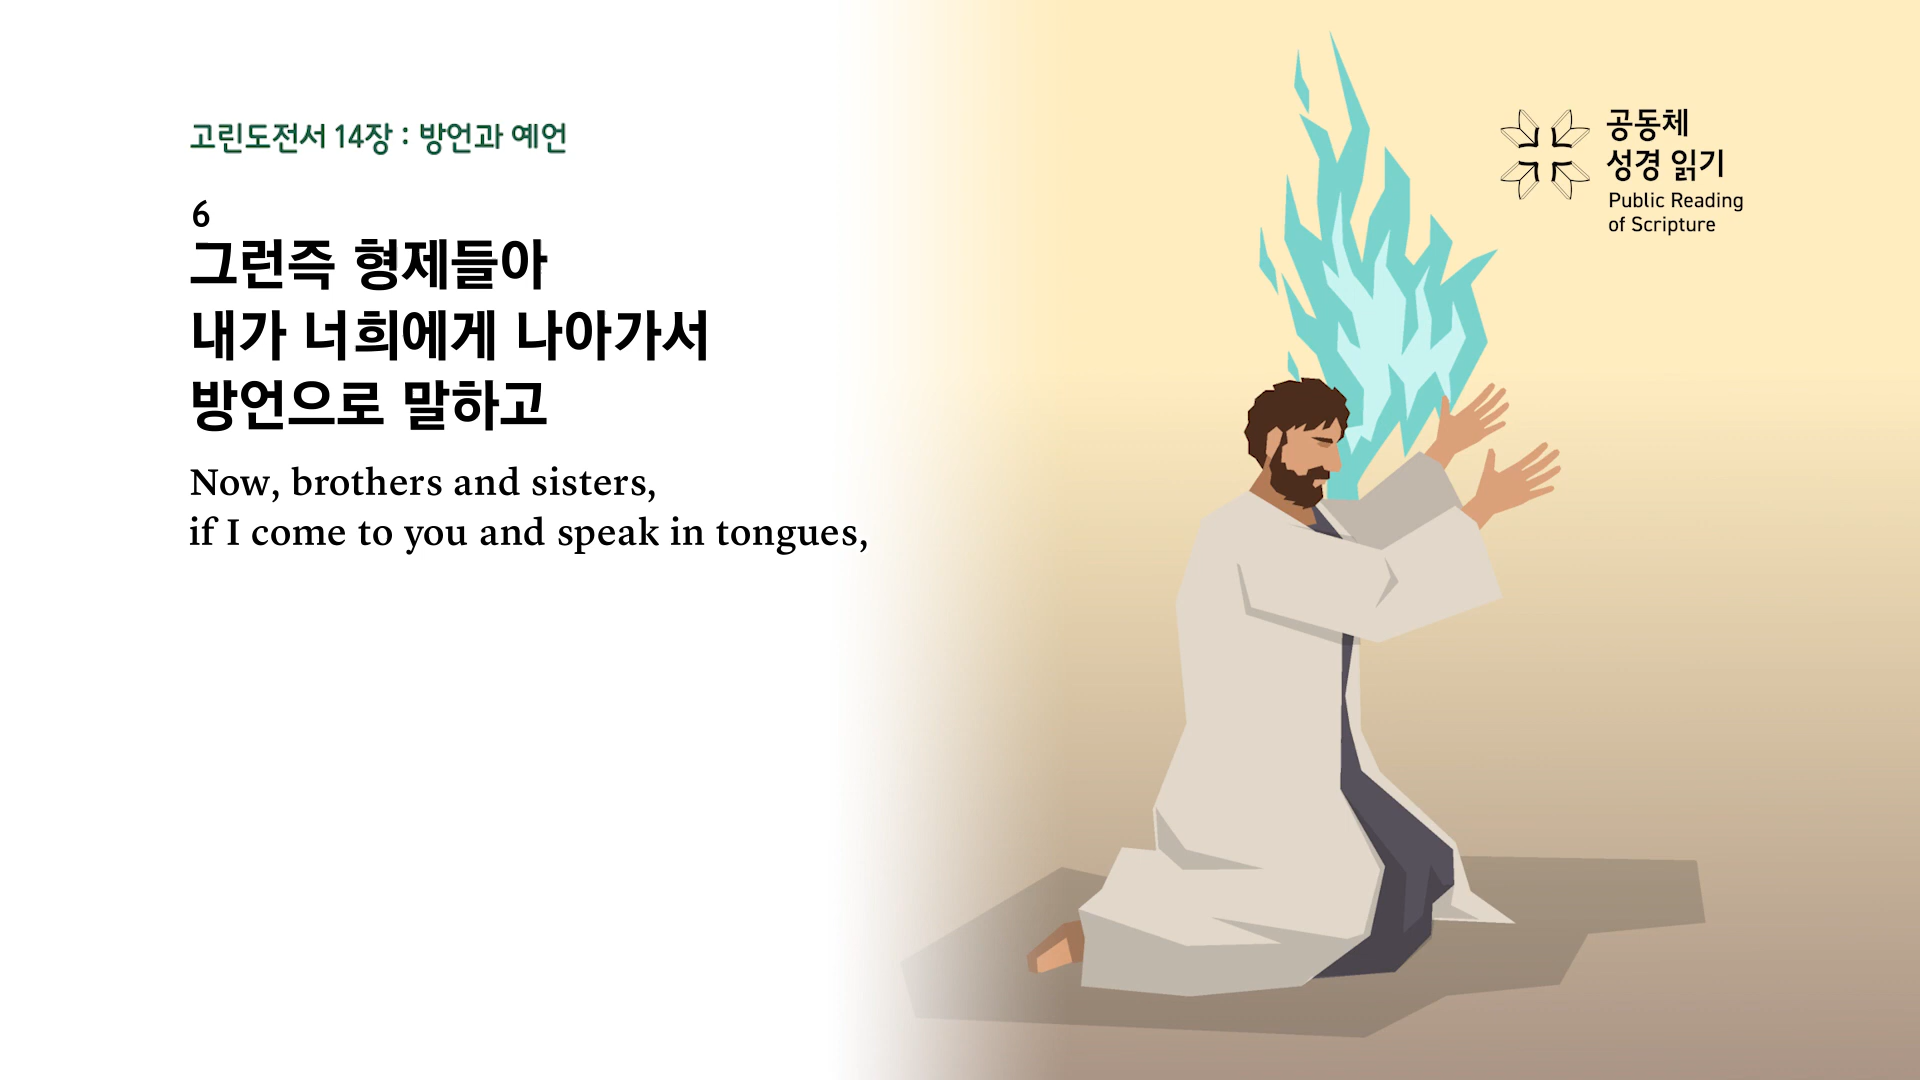 고린도전서 14장 : 방언과 예언
6
그런즉 형제들아
내가 너희에게 나아가서
방언으로 말하고
Now, brothers and sisters,
if I come to you and speak in tongues,
공동체
성경 읽기
Public Reading
of Scripture